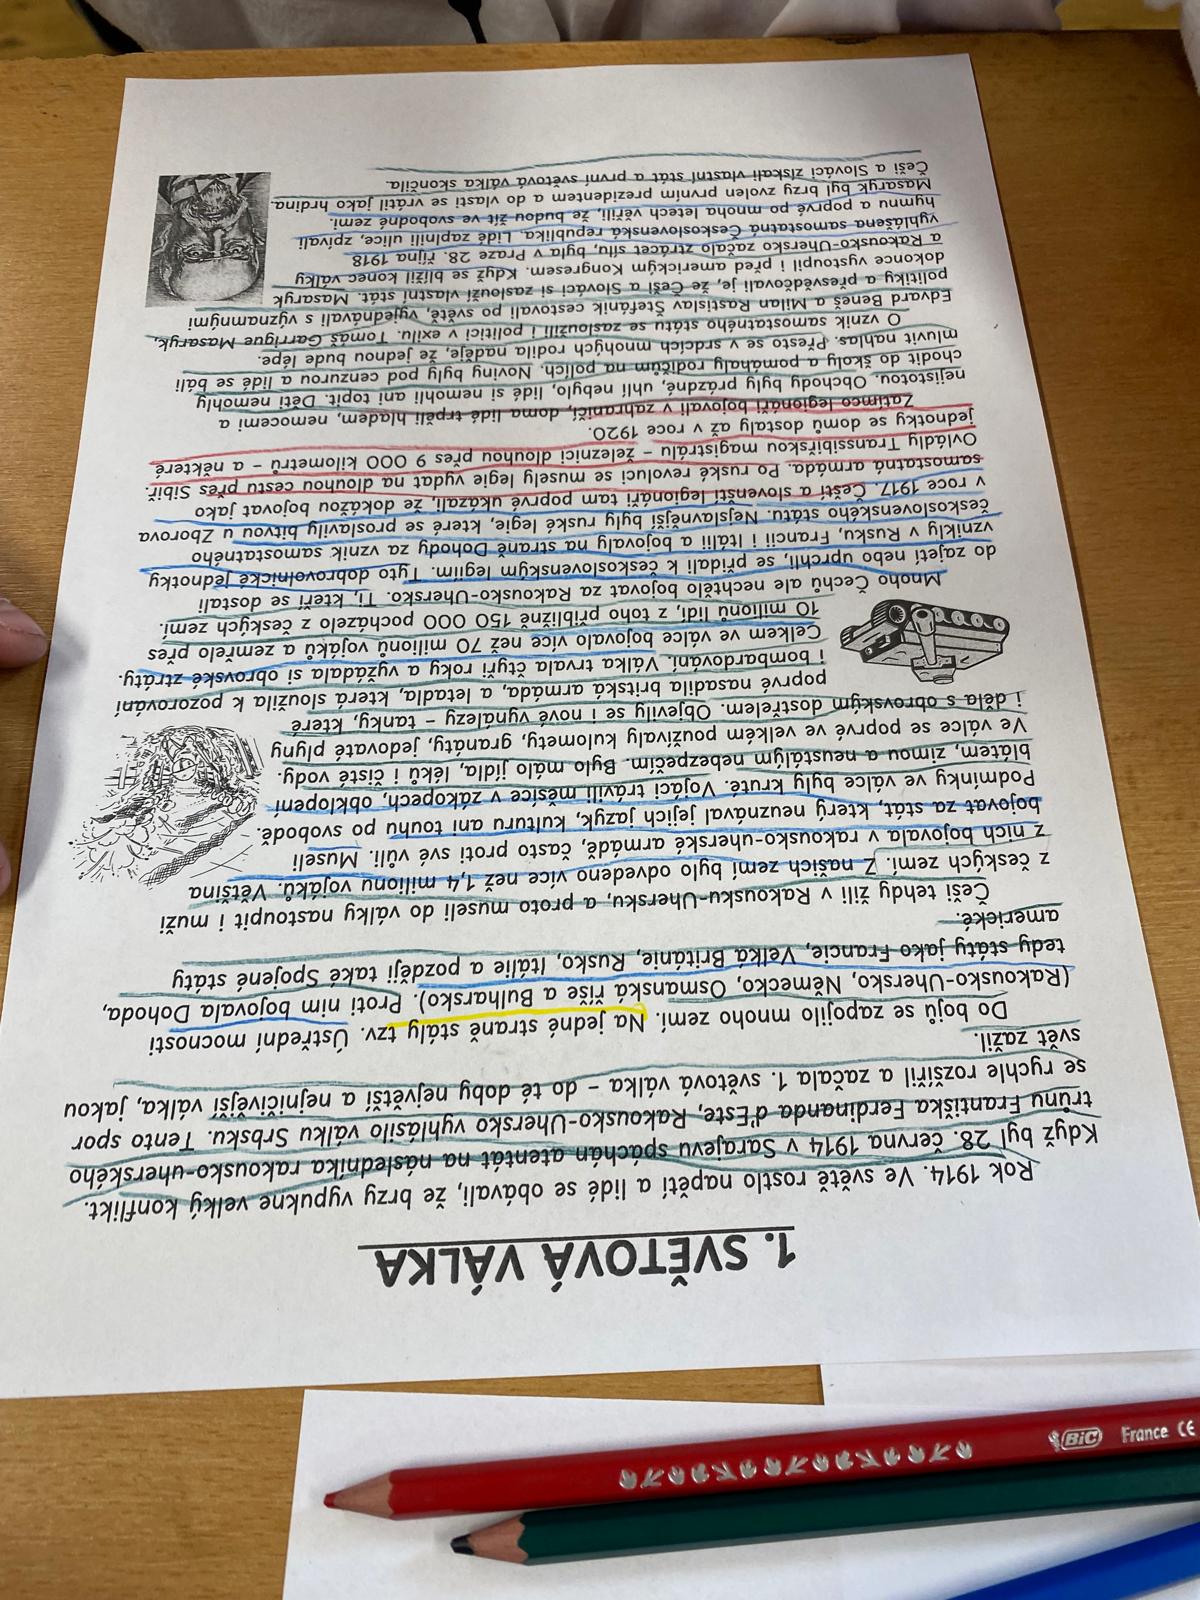 1. SVĚTOVÁ VÁLKA
Rok 1914. Ve světě rostlo napětí a lidé se obávali, že brzy vypukne velký konflikt.
Když byl 28. června 1914 v Sarajevu spáchán atentát na následníka rakousko-uherského
trůnu Františka Ferdinanda d'Este, Rakousko-Uhersko vyhlásilo válku Srbsku. Tento spor
se rychle rozšířil a začala 1. světová válka – do té doby největší a nejničivější válka, jakou
svět zažil.
Do bojů se zapojilo mnoho zemí. Na jedné straně stály tzv. Ústřední mocnosti
(Rakousko-Uhersko, Německo, Osmanská říše a Bulharsko). Proti nim bojovala Dohoda,
tedy státy jako Francie, Velká Británie, Rusko, Itálie a později také Spojené státy
americké.
Češi tehdy žili v Rakousku-Uhersku, a proto museli do války nastoupit i muži
z českých zemí. Z našich zemí bylo odvedeno více než 1,4 milionu vojáků. Většina
z nich bojovala v rakousko-uherské armádě, často proti své vůli. Museli
bojovat za stát, který neuznával jejich jazyk, kulturu ani touhu po svobodě.
Podmínky ve válce byly kruté. Vojáci trávili měsíce v zákopech, obklopeni
blátem, zimou a neustálým nebezpečím. Bylo málo jídla, léků i čisté vody.
Ve válce se poprvé ve velkém používaly kulomety, granáty, jedovaté plyny
i děla s obrovským dostřelem. Objevily se i nové vynálezy – tanky, které
poprvé nasadila britská armáda, a letadla, která sloužila k pozorování
i bombardování. Válka trvala čtyři roky a vyžádala si obrovské ztráty.
Celkem ve válce bojovalo více než 70 milionů vojáků a zemřelo přes
10 milionů lidí, z toho přibližně 150 000 pocházelo z českých zemí.
Mnoho Čechů ale nechtělo bojovat za Rakousko-Uhersko. Ti, kteří se dostali
do zajetí nebo uprchli, se přidali k československým legiím. Tyto dobrovolnické jednotky
vznikly v Rusku, Francii i Itálii a bojovaly na straně Dohody za vznik samostatného
československého státu. Nejslavnější byly ruské legie, které se proslavily bitvou u Zborova
v roce 1917. Čeští a slovenští legionáři tam poprvé ukázali, že dokážou bojovat jako
samostatná armáda. Po ruské revoluci se musely legie vydat na dlouhou cestu přes Sibiř.
Ovládly Transsibiřskou magistrálu – železnici dlouhou přes 9 000 kilometrů – a některé
jednotky se domů dostaly až v roce 1920.
Zatímco legionáři bojovali v zahraničí, doma lidé trpěli hladem, nemocemi a
nejistotou. Obchody byly prázdné, uhlí nebylo, lidé si nemohli ani topit. Děti nemohly
chodit do školy a pomáhaly rodičům na polích. Noviny byly pod cenzurou a lidé se báli
mluvit nahlas. Přesto se v srdcích mnohých rodila naděje, že jednou bude lépe.
O vznik samostatného státu se zasloužili i politici v exilu. Tomáš Garrigue Masaryk,
Edvard Beneš a Milan Rastislav Štefánik cestovali po světě, vyjednávali s významnými
politiky a přesvědčovali je, že Češi a Slováci si zaslouží vlastní stát. Masaryk
dokonce vystoupil i před americkým Kongresem. Když se blížil konec války
a Rakousko-Uhersko začalo ztrácet sílu, byla v Praze 28. října 1918
vyhlášena samostatná Československá republika. Lidé zaplnili ulice, zpívali
hymnu a poprvé po mnoha letech věřili, že budou žít ve svobodné zemi.
Masaryk byl brzy zvolen prvním prezidentem a do vlasti se vrátil jako hrdina.
Češi a Slováci získali vlastní stát a první světová válka skončila.
BIC France CE